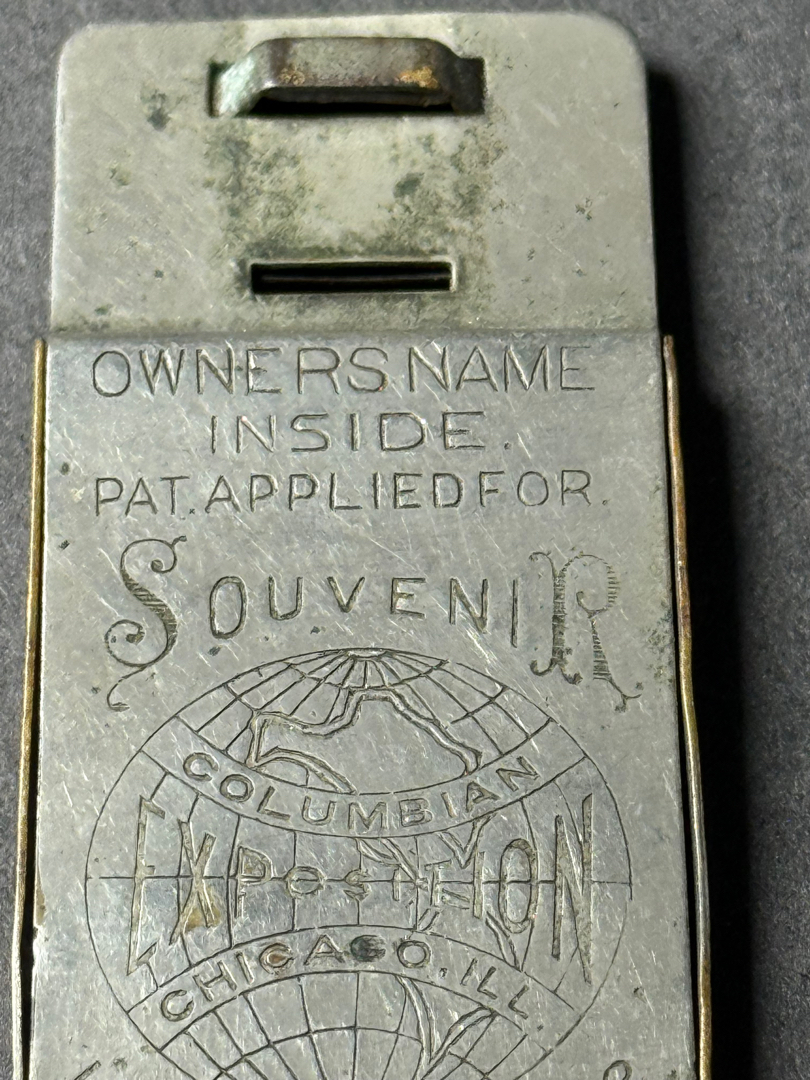 OWNERS NAME
INSIDE.
PAT. APPLIED FOR.
SOUVENIR
COLUMBIAN
EXPOSITION
CHICAGO, ILL.